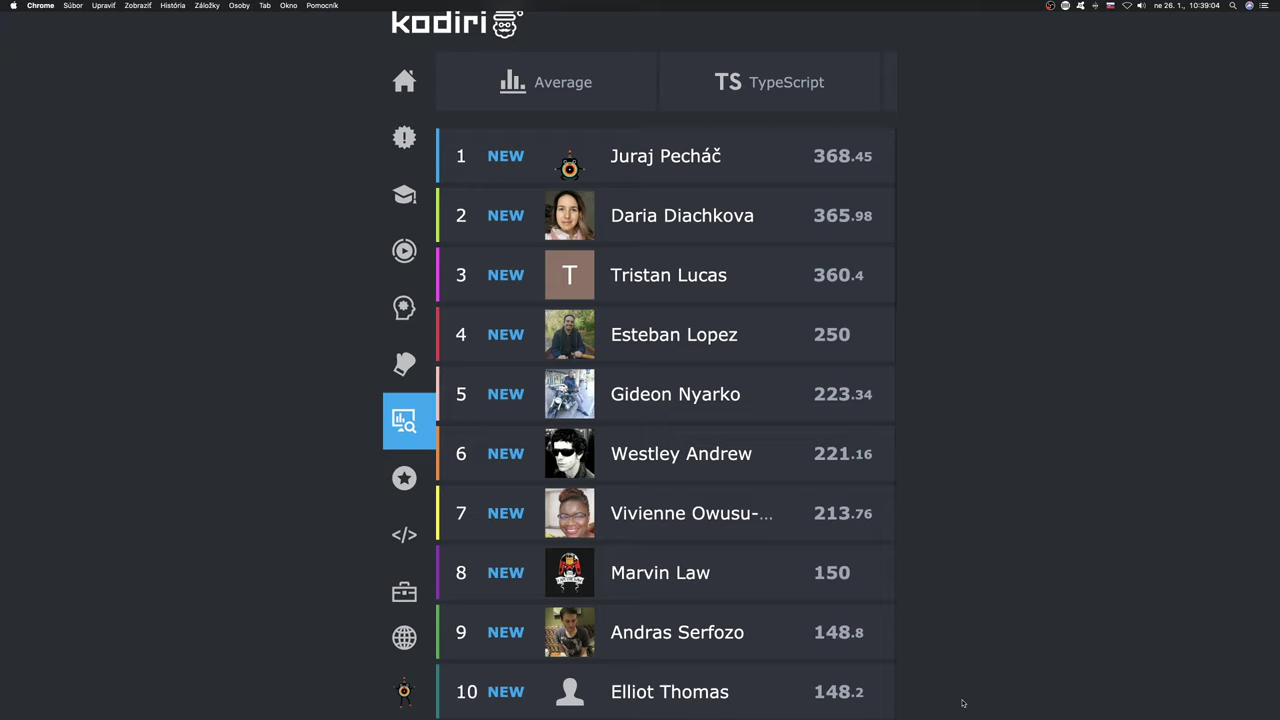 Chrome Súbor Upraviť Zobraziť História Záložky Osoby Tab Okno Pomocník ne 26. 1., 10:39:04
kodiri
Average TS TypeScript
1 NEW Juraj Pecháč 368.45
2 NEW Daria Diachkova 365.98
3 NEW T Tristan Lucas 360.4
4 NEW Esteban Lopez 250
5 NEW Gideon Nyarko 223.34
6 NEW Westley Andrew 221.16
7 NEW Vivienne Owusu-... 213.76
8 NEW Marvin Law 150
9 NEW Andras Serfozo 148.8
10 NEW Elliot Thomas 148.2